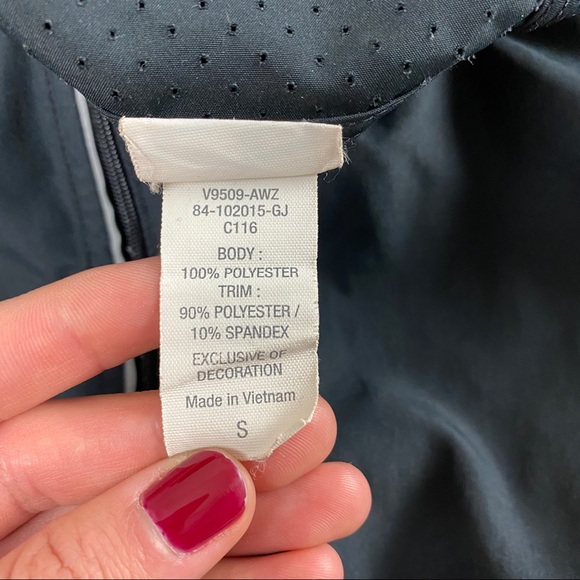 V9509-AWZ
84-102015-GJ
C116
BODY :
100% POLYESTER
TRIM :
90% POLYESTER /
10% SPANDEX
EXCLUSIVE OF
DECORATION
Made in Vietnam
S